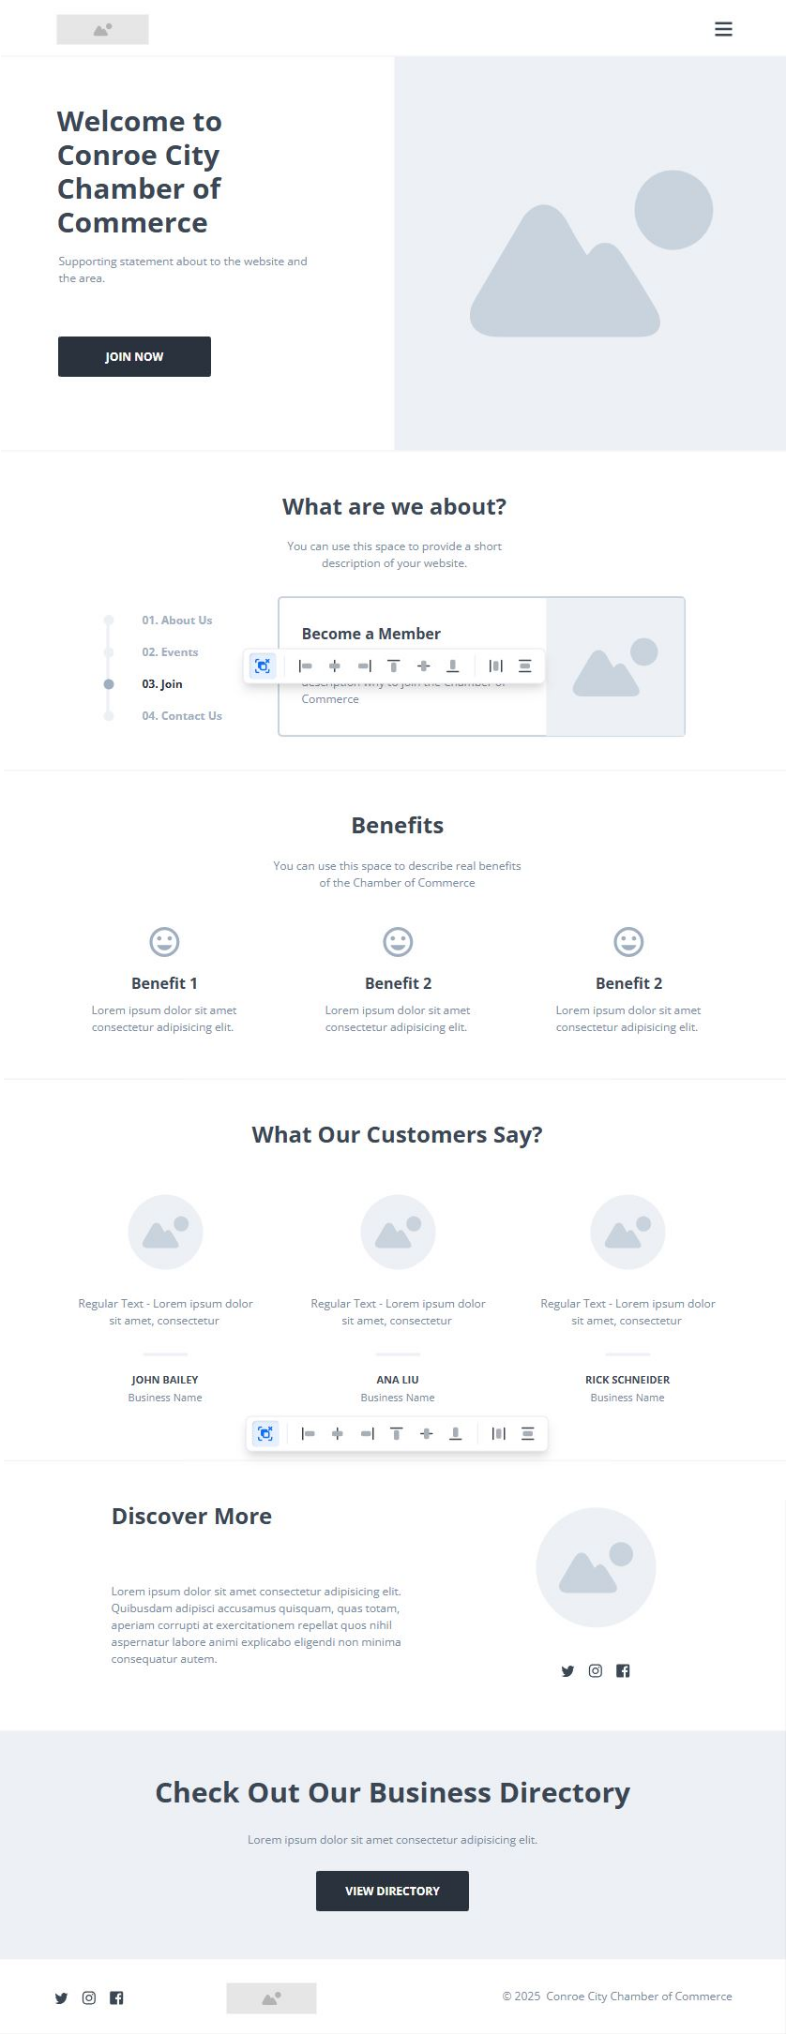 Welcome to
Conroe City
Chamber of
Commerce
Supporting statement about to the website and
the area.
JOIN NOW
What are we about?
You can use this space to provide a short
description of your website.
01. About Us
02. Events
03. Join
04. Contact Us
Become a Member
description why to join the Chamber of
Commerce
Benefits
You can use this space to describe real benefits
of the Chamber of Commerce
Benefit 1
Lorem ipsum dolor sit amet
consectetur adipisicing elit.
Benefit 2
Lorem ipsum dolor sit amet
consectetur adipisicing elit.
Benefit 2
Lorem ipsum dolor sit amet
consectetur adipisicing elit.
What Our Customers Say?
Regular Text - Lorem ipsum dolor
sit amet, consectetur
JOHN BAILEY
Business Name
Regular Text - Lorem ipsum dolor
sit amet, consectetur
ANA LIU
Business Name
Regular Text - Lorem ipsum dolor
sit amet, consectetur
RICK SCHNEIDER
Business Name
Discover More
Lorem ipsum dolor sit amet consectetur adipisicing elit.
Quibusdam adipisci accusamus quisquam, quas totam,
aperiam corrupti at exercitationem repellat quos nihil
aspernatur labore animi explicabo eligendi non minima
consequatur autem.
Check Out Our Business Directory
Lorem ipsum dolor sit amet consectetur adipisicing elit.
VIEW DIRECTORY
© 2025 Conroe City Chamber of Commerce